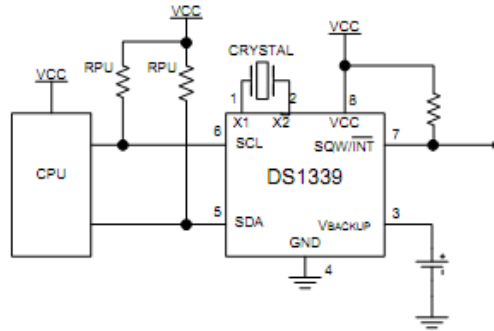 VCC
VCC
CRYSTAL
RPU RPU
VCC
1 2 8
X1 X2 VCC
6 SCL SQW/INT 7
CPU
DS1339
5 SDA VBACKUP 3
GND
4
+
-